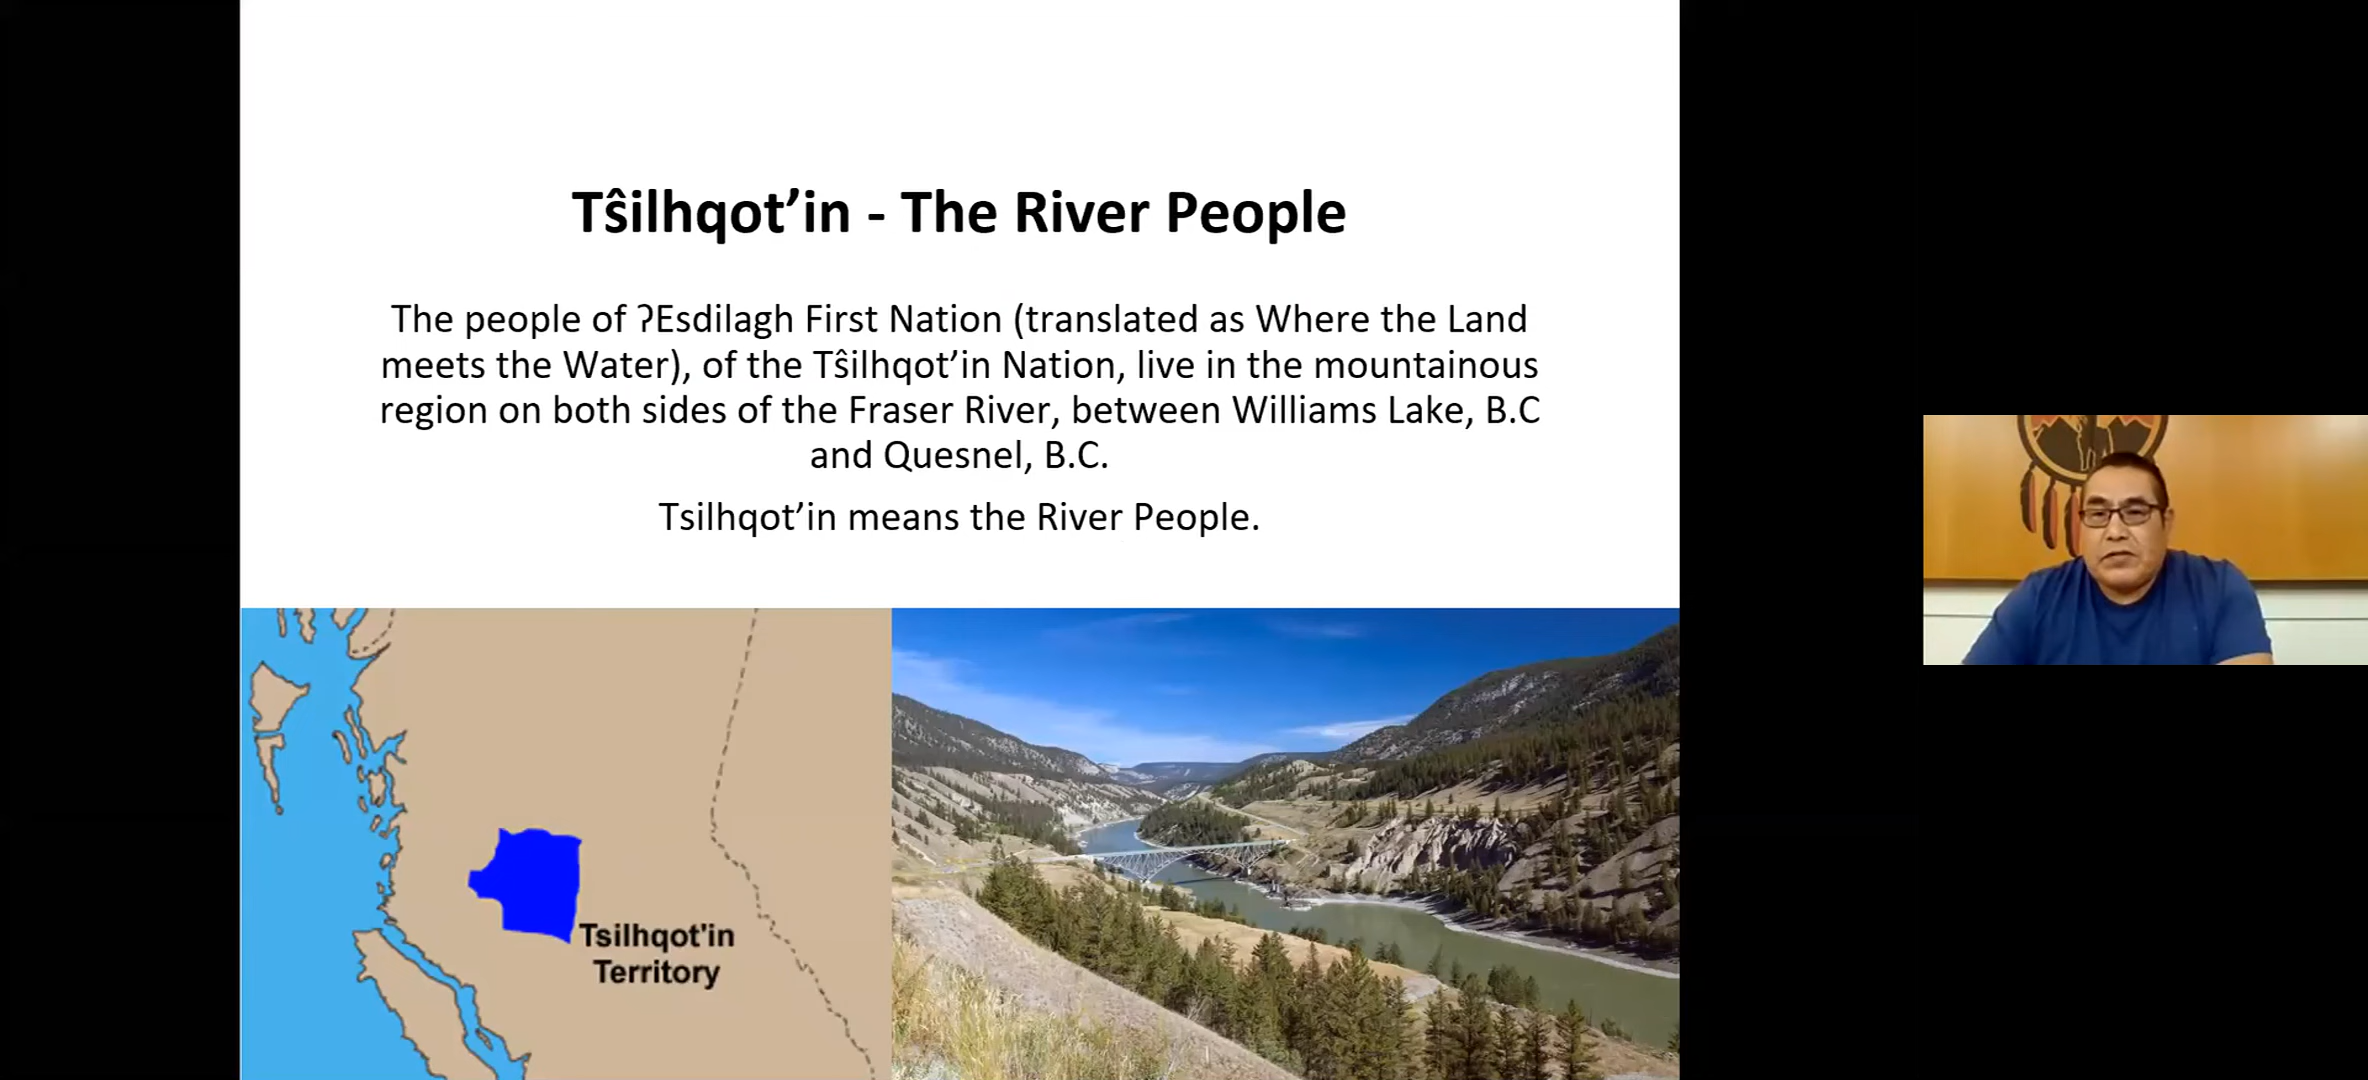 Tŝilhqot’in - The River People
The people of ʔEsdilagh First Nation (translated as Where the Land
meets the Water), of the Tŝilhqot’in Nation, live in the mountainous
region on both sides of the Fraser River, between Williams Lake, B.C
and Quesnel, B.C.
Tsilhqot’in means the River People.
Tsilhqot'in
Territory